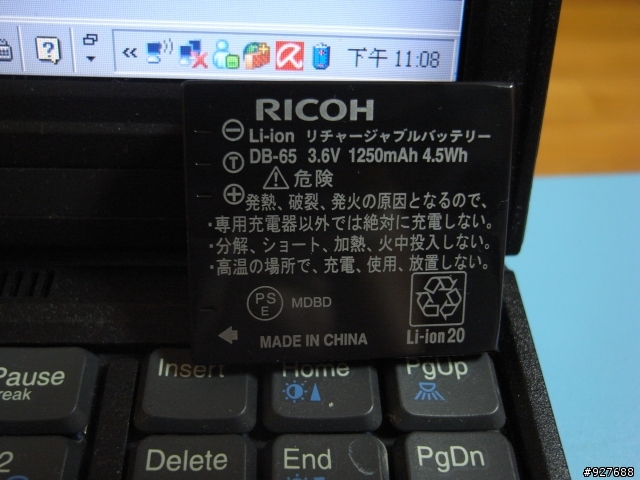 下午 11:08
RICOH
Li-ion リチャージャブルバッテリー
DB-65 3.6V 1250mAh 4.5Wh
危険
発熱、破裂、発火の原因となるので、
・専用充電器以外では絶対に充電しない。
・分解、ショート、加熱、火中投入しない。
・高温の場所で、充電、使用、放置しない。
PSE MDBD
MADE IN CHINA Li-ion 20
Pause Insert Home PgUp
Break
Delete End PgDn
#927688